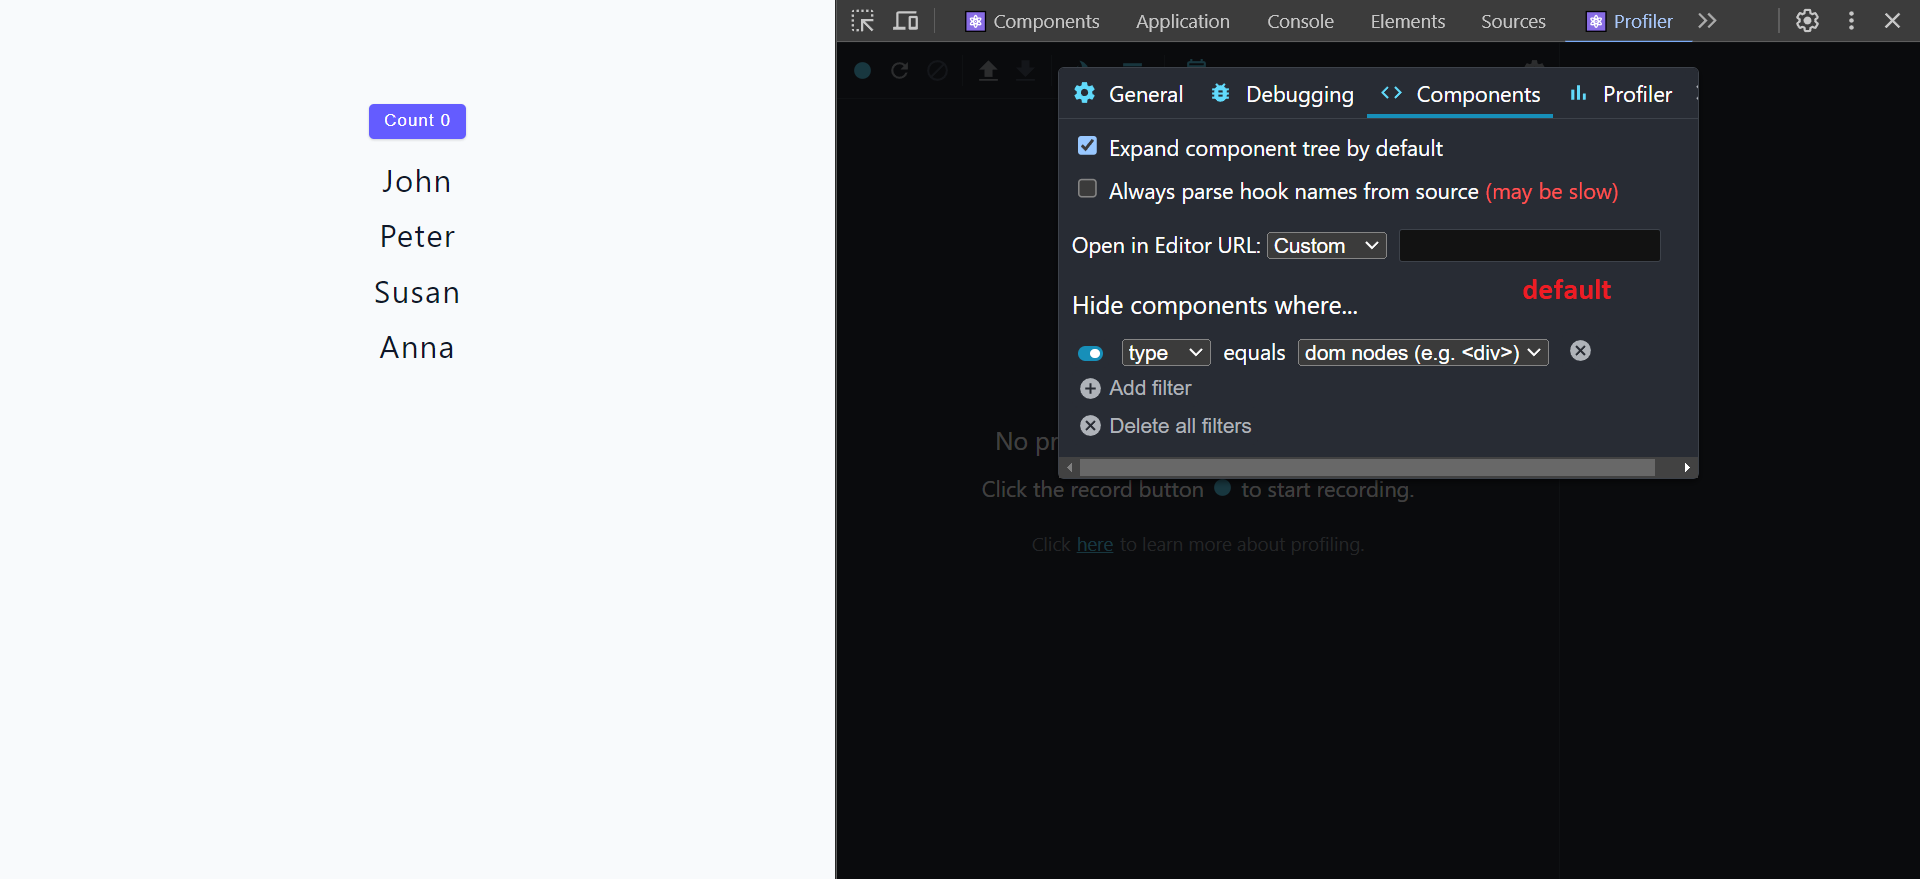 Components Application Console Elements Sources Profiler
Count 0
John
Peter
Susan
Anna
General Debugging Components Profiler
Expand component tree by default
Always parse hook names from source (may be slow)
Open in Editor URL: Custom
default
Hide components where...
type equals dom nodes (e.g. <div>)
Add filter
Delete all filters
No pr
Click the record button to start recording.
Click here to learn more about profiling.